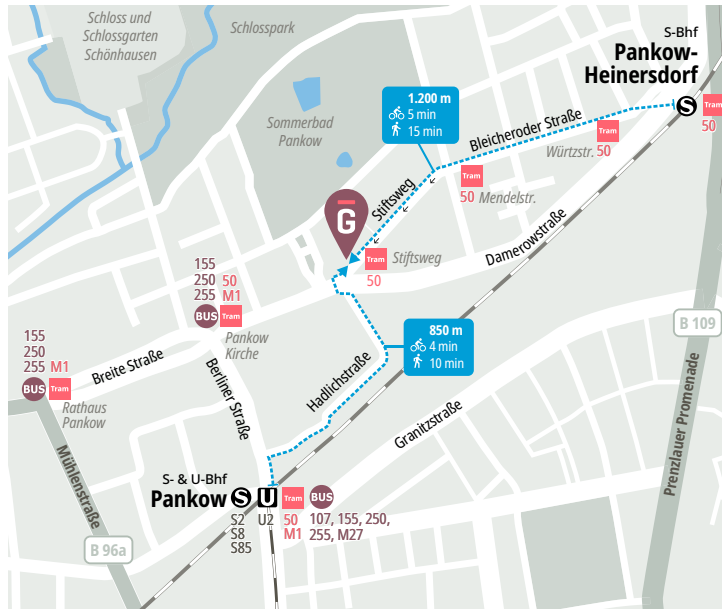 Schloss und
Schlossgarten
Schönhausen
Schlosspark
S-Bhf
Pankow-
Heinersdorf
S
Tram
50
1.200 m
5 min
15 min
Sommerbad
Pankow
Bleicheroder Straße
Tram
Würtzstr.
50
Tram
50 Mendelstr.
Stiftsweg
G
Damerowstraße
Tram
Stiftsweg
50
155
250 50
255 M1
BUS Tram
Pankow
Kirche
155
250
255 M1
BUS Tram
Rathaus
Pankow
Breite Straße
Berliner Straße
850 m
4 min
10 min
Hadlichstraße
Granitzstraße
B 109
Prenzlauer Promenade
Mühlenstraße
B 96a
S- & U-Bhf
Pankow S U Tram BUS
S2 U2 50 107, 155, 250,
S8 M1 255, M27
S85